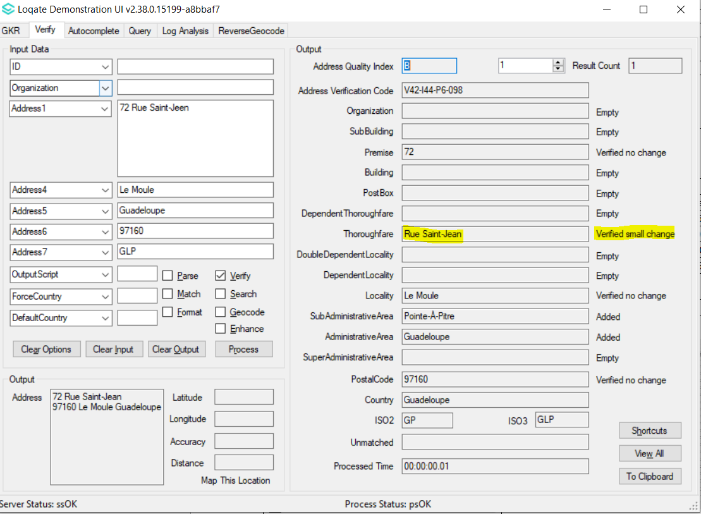 Loqate Demonstration UI v2.38.0.15199-a8bbaf7
GKR Verify Autocomplete Query Log Analysis ReverseGeocode
Input Data
ID
Organization
Address1 72 Rue Saint-Jeen
Address4 Le Moule
Address5 Guadeloupe
Address6 97160
Address7 GLP
OutputScript Parse Verify
ForceCountry Match Search
DefaultCountry Format Geocode
Enhance
Clear Options Clear Input Clear Output Process
Output
Address 72 Rue Saint-Jean
97160 Le Moule Guadeloupe
Latitude
Longitude
Accuracy
Distance
Map This Location
Output
Address Quality Index B 1 Result Count 1
Address Verification Code V42-I44-P6-098
Organization Empty
SubBuilding Empty
Premise 72 Verified no change
Building Empty
PostBox Empty
DependentThoroughfare Empty
Thoroughfare Rue Saint-Jean Verified small change
DoubleDependentLocality Empty
DependentLocality Empty
Locality Le Moule Verified no change
SubAdministrativeArea Pointe-À-Pitre Added
AdministrativeArea Guadeloupe Added
SuperAdministrativeArea Empty
PostalCode 97160 Verified no change
Country Guadeloupe
ISO2 GP ISO3 GLP
Unmatched
Processed Time 00:00:00.01
Shortcuts
View All
To Clipboard
Server Status: ssOK Process Status: psOK